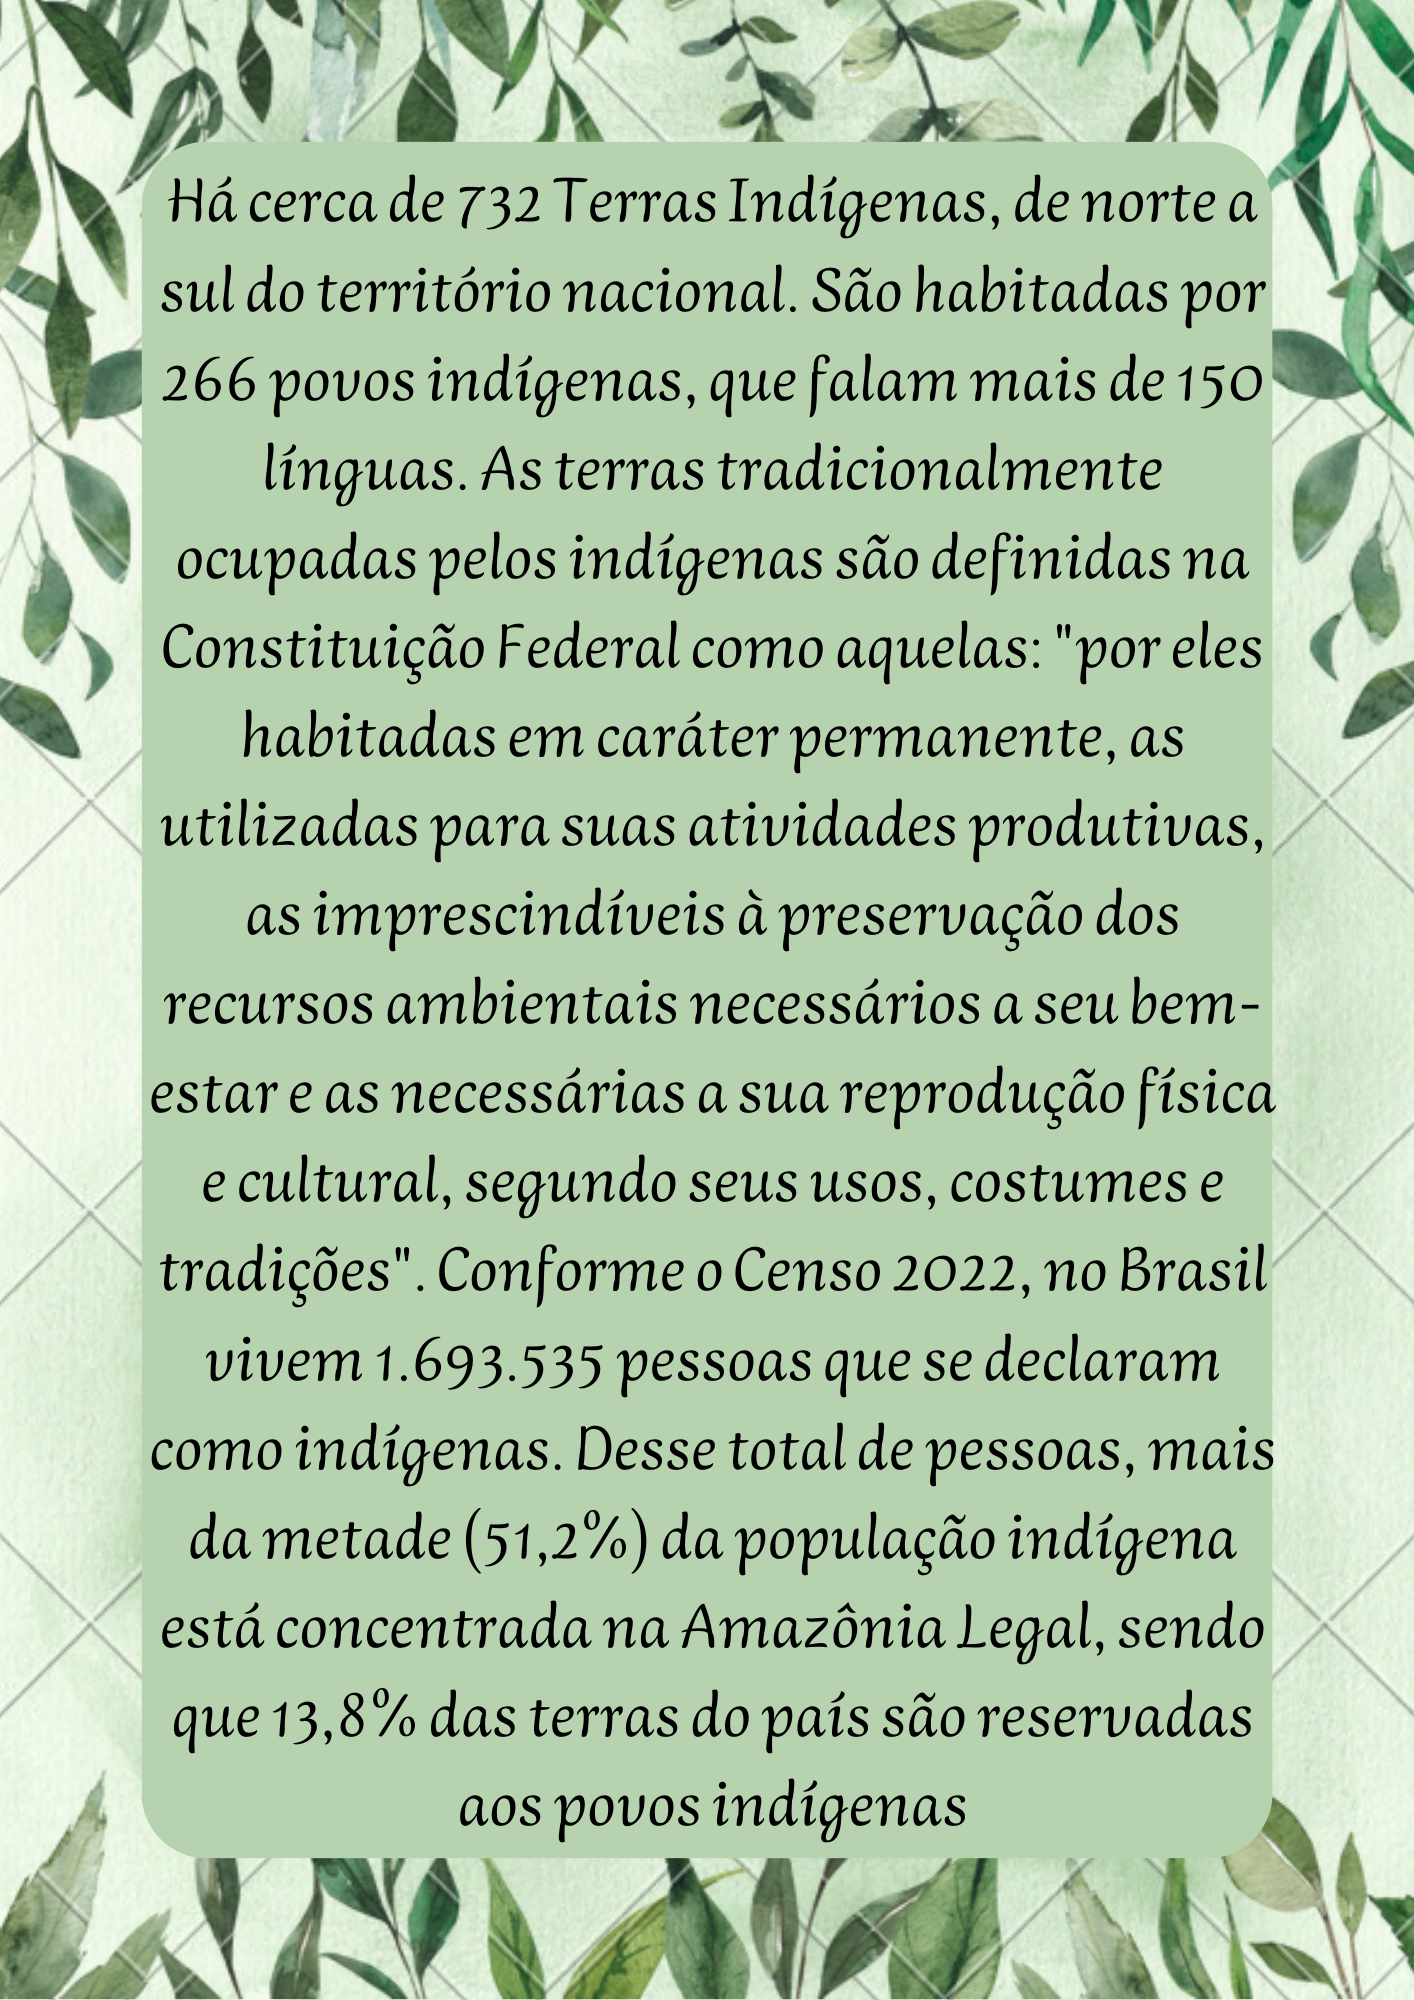 Há cerca de 732 Terras Indígenas, de norte a
sul do território nacional. São habitadas por
266 povos indígenas, que falam mais de 150
línguas. As terras tradicionalmente
ocupadas pelos indígenas são definidas na
Constituição Federal como aquelas: "por eles
habitadas em caráter permanente, as
utilizadas para suas atividades produtivas,
as imprescindíveis à preservação dos
recursos ambientais necessários a seu bem-
estar e as necessárias a sua reprodução física
e cultural, segundo seus usos, costumes e
tradições". Conforme o Censo 2022, no Brasil
vivem 1.693.535 pessoas que se declaram
como indígenas. Desse total de pessoas, mais
da metade (51,2%) da população indígena
está concentrada na Amazônia Legal, sendo
que 13,8% das terras do país são reservadas
aos povos indígenas